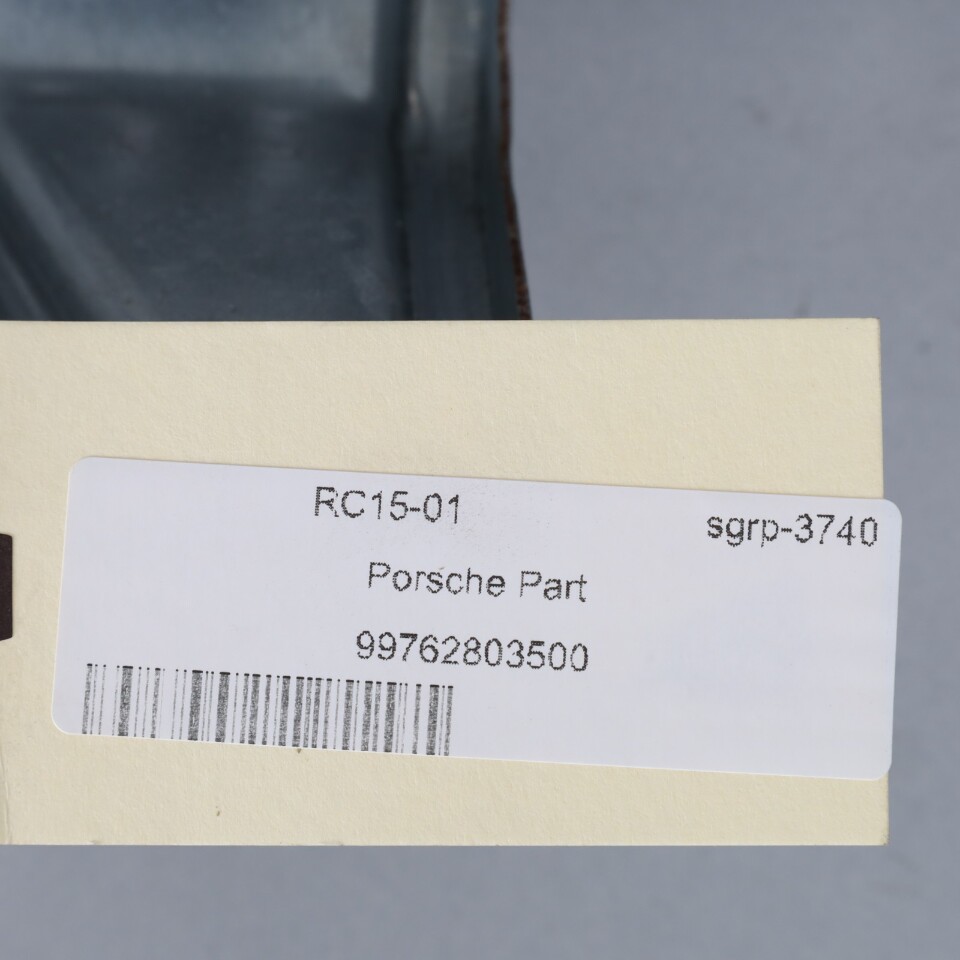 RC15-01
sgrp-3740
Porsche Part
99762803500